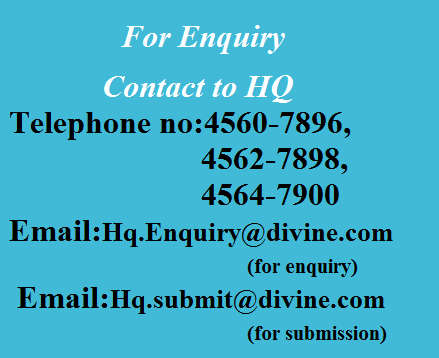 For Enquiry
Contact to HQ
Telephone no:4560-7896,
4562-7898,
4564-7900
Email:Hq.Enquiry@divine.com
(for enquiry)
Email:Hq.submit@divine.com
(for submission)